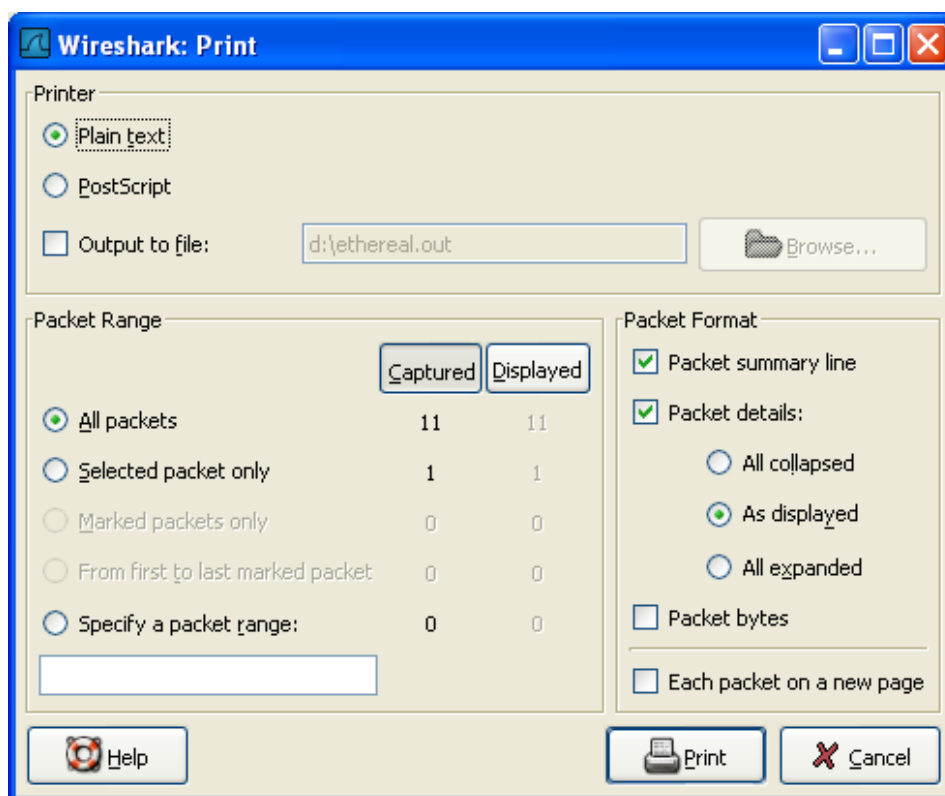 Wireshark: Print
Printer
Plain text
PostScript
Output to file: d:\ethereal.out Browse...
Packet Range
Captured Displayed
All packets 11 11
Selected packet only 1 1
Marked packets only 0 0
From first to last marked packet 0 0
Specify a packet range: 0 0
Packet Format
Packet summary line
Packet details:
All collapsed
As displayed
All expanded
Packet bytes
Each packet on a new page
Help Print Cancel